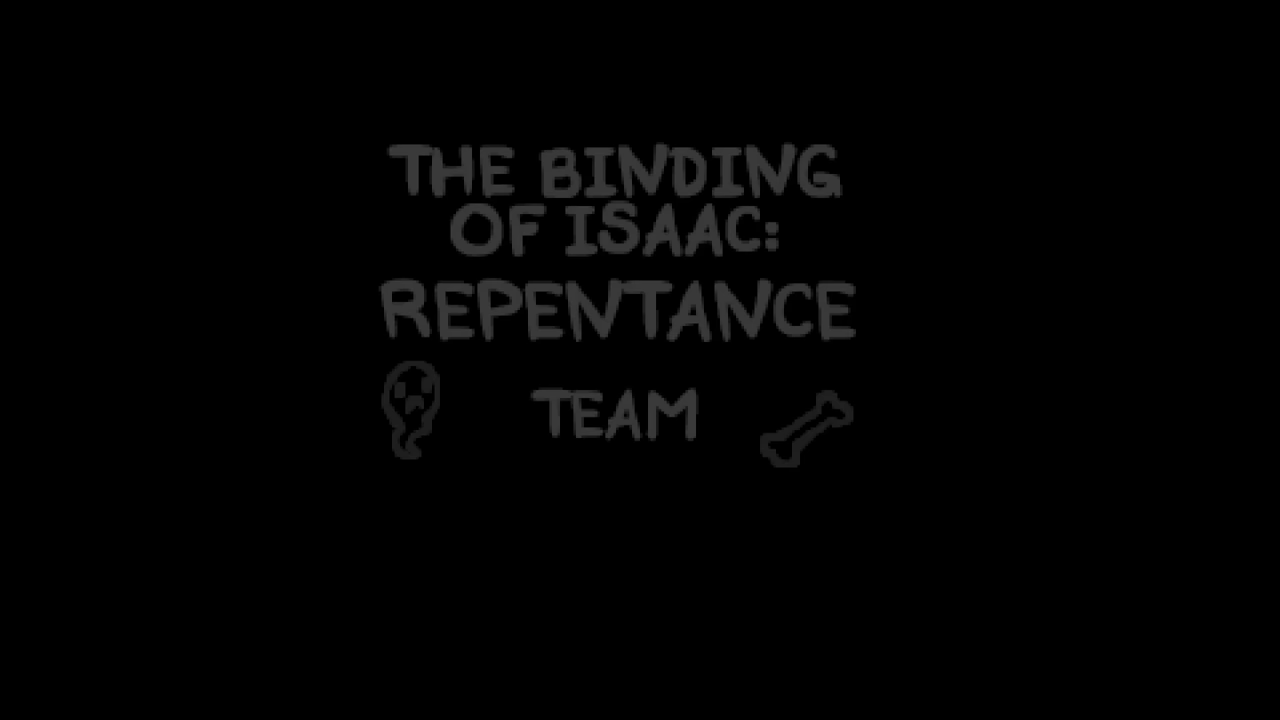 THE BINDING
OF ISAAC:
REPENTANCE
TEAM